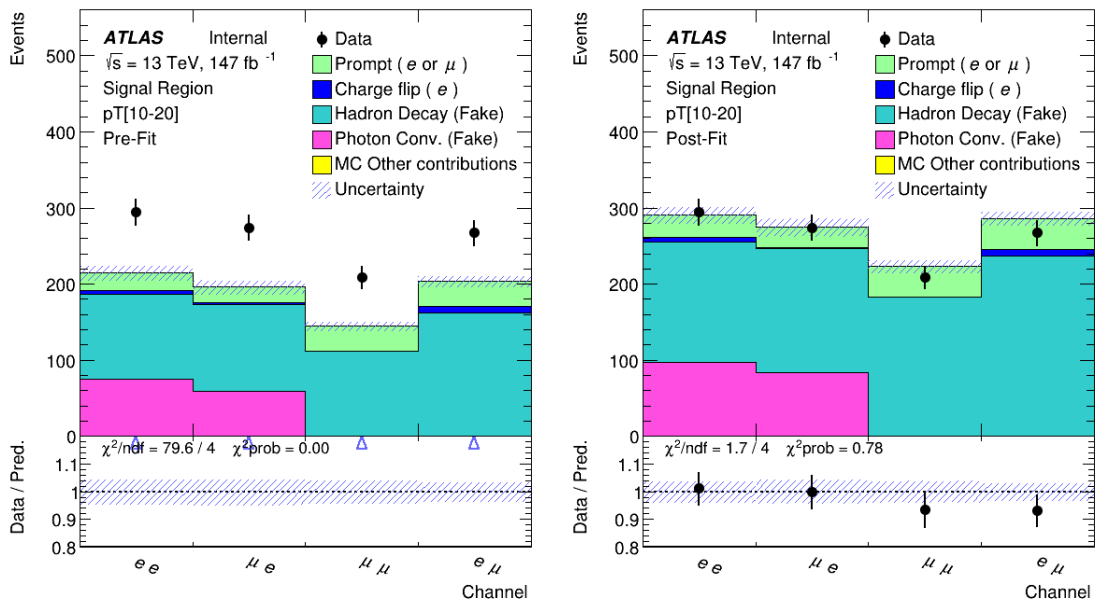 Events
500
400
300
200
100
0
ATLAS Internal
√s = 13 TeV, 147 fb⁻¹
Signal Region
pT[10-20]
Pre-Fit
Data
Prompt ( e or μ )
Charge flip ( e )
Hadron Decay (Fake)
Photon Conv. (Fake)
MC Other contributions
Uncertainty
χ²/ndf = 79.6 / 4 χ²prob = 0.00
Data / Pred.
1.1
1
0.9
0.8
e e
μ e
μ μ
e μ
Channel
Events
500
400
300
200
100
0
ATLAS Internal
√s = 13 TeV, 147 fb⁻¹
Signal Region
pT[10-20]
Post-Fit
Data
Prompt ( e or μ )
Charge flip ( e )
Hadron Decay (Fake)
Photon Conv. (Fake)
MC Other contributions
Uncertainty
χ²/ndf = 1.7 / 4 χ²prob = 0.78
Data / Pred.
1.1
1
0.9
0.8
e e
μ e
μ μ
e μ
Channel